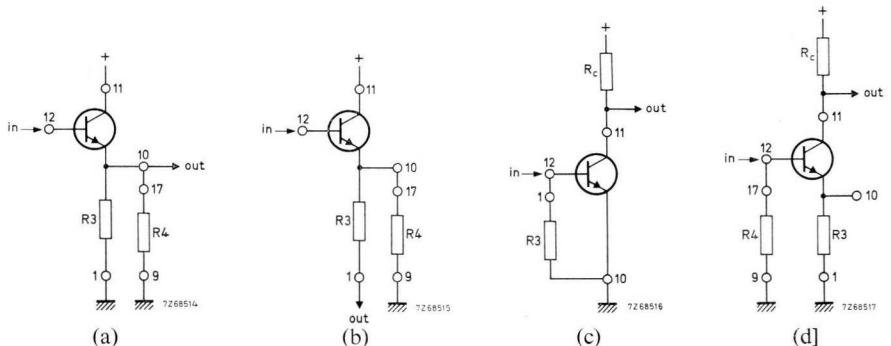 +
11
12
in
10
out
17
R3
R4
1
9
7Z68514
(a)
+
11
12
in
10
17
R3
R4
1
9
out
7Z68515
(b)
+
Rc
out
11
12
in
1
R3
10
7Z68516
(c)
+
Rc
out
11
12
in
17
10
R4
R3
9
1
7Z68517
(d]